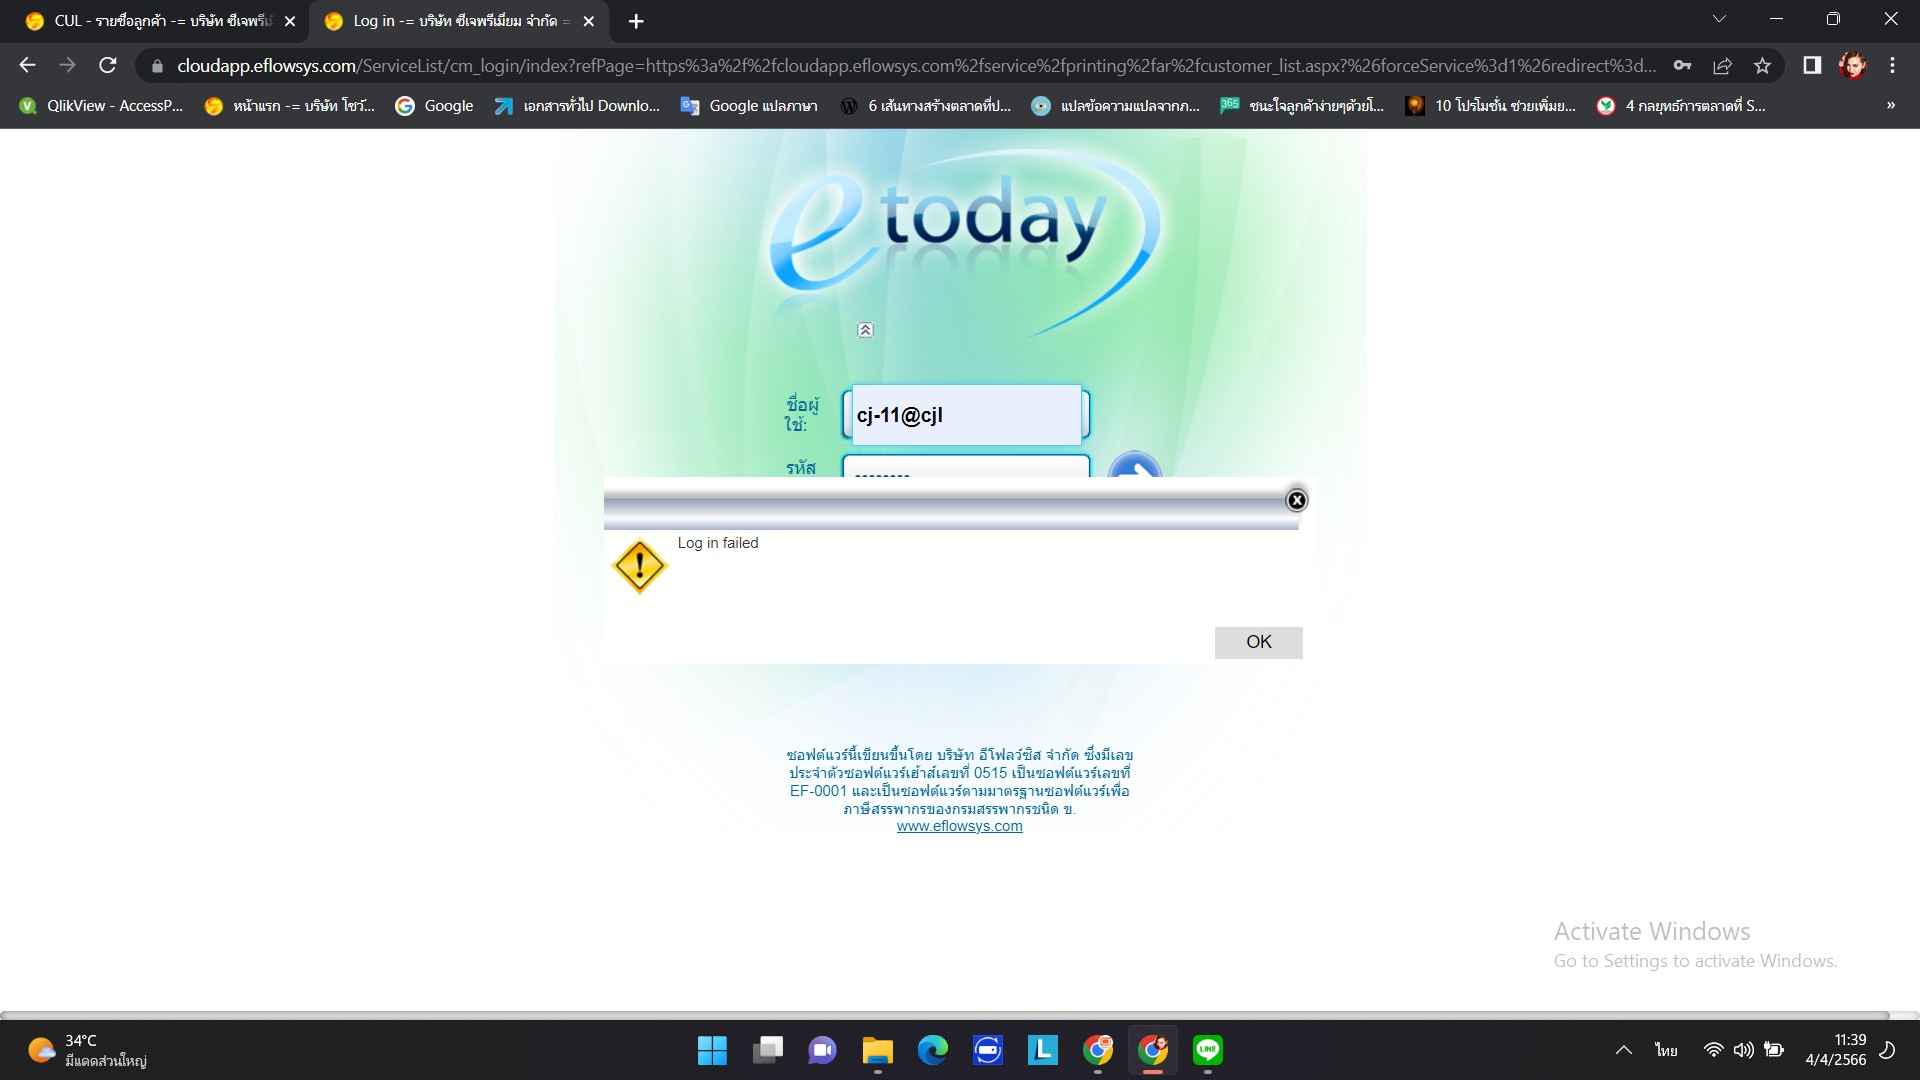 CUL - รายชื่อลูกค้า -= บริษัท ซีเจพรีเมี่
Log in -= บริษัท ซีเจพรีเมี่ยม จำกัด =
cloudapp.eflowsys.com/ServiceList/cm_login/index?refPage=https%3a%2f%2fcloudapp.eflowsys.com%2fservice%2fprinting%2far%2fcustomer_list.aspx?%26forceService%3d1%26redirect%3d...
QlikView - AccessP...
หน้าแรก -= บริษัท โชว์...
Google
เอกสารทั่วไป Downlo...
Google แปลภาษา
6 เส้นทางสร้างตลาดที่ป...
แปลข้อความแปลจากภ...
365
ชนะใจลูกค้าง่ายๆด้วยโ...
10 โปรโมชั่น ช่วยเพิ่มย...
4 กลยุทธ์การตลาดที่ S...
»
etoday
ชื่อผู้
ใช้:
cj-11@cjl
รหัส
Log in failed
OK
ซอฟต์แวร์นี้เขียนขึ้นโดย บริษัท อีโฟลว์ซิส จำกัด ซึ่งมีเลข
ประจำตัวซอฟต์แวร์เฮ้าส์เลขที่ 0515 เป็นซอฟต์แวร์เลขที่
EF-0001 และเป็นซอฟต์แวร์ตามมาตรฐานซอฟต์แวร์เพื่อ
ภาษีสรรพากรของกรมสรรพากรชนิด ข.
www.eflowsys.com
Activate Windows
Go to Settings to activate Windows.
34°C
มีแดดส่วนใหญ่
L
LINE
ไทย
11:39
4/4/2566